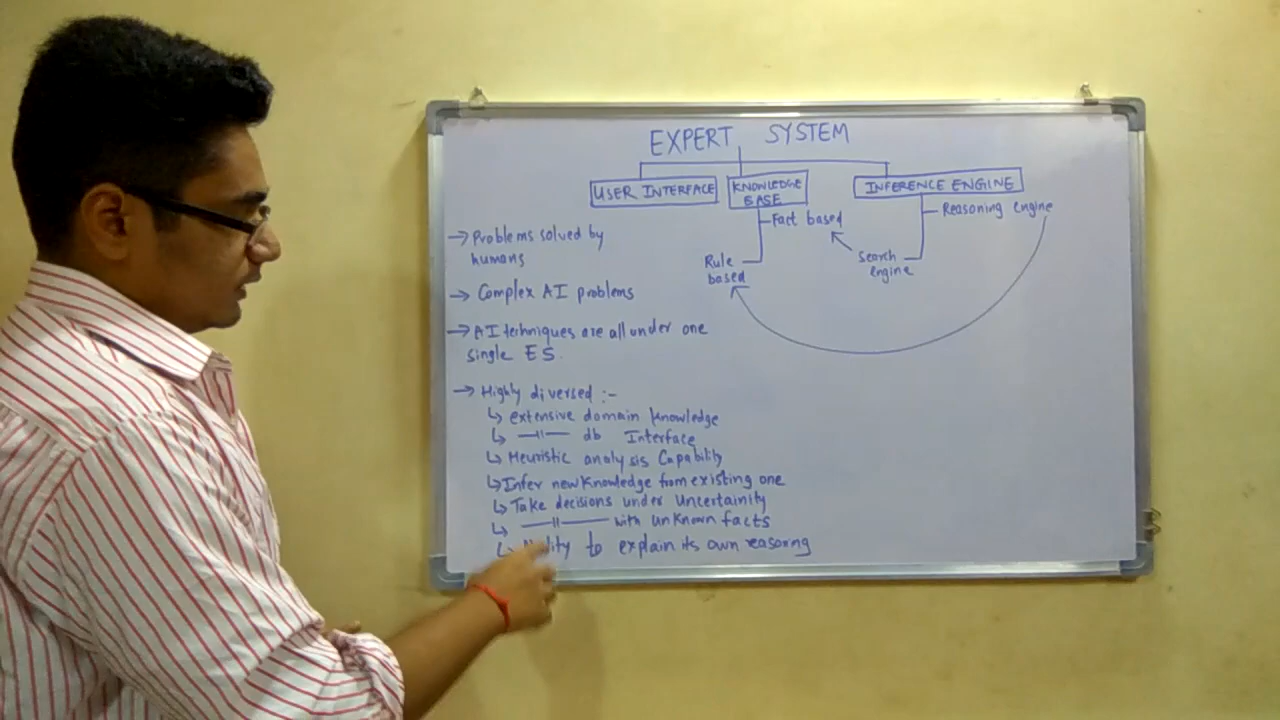 EXPERT SYSTEM
USER INTERFACE
KNOWLEDGE
BASE
INFERENCE ENGINE
Fact based
Rule
based
Reasoning engine
Search
engine
→ Problems solved by
humans
→ Complex AI problems
→ AI techniques are all under one
single ES.
→ Highly diversed :-
↳ extensive domain knowledge
↳ —||— db Interface
↳ Heuristic analysis Capability
↳ Infer new knowledge from existing one
↳ Take decisions under Uncertainity
↳ —||— with unknown facts
↳ to explain its own reasoning